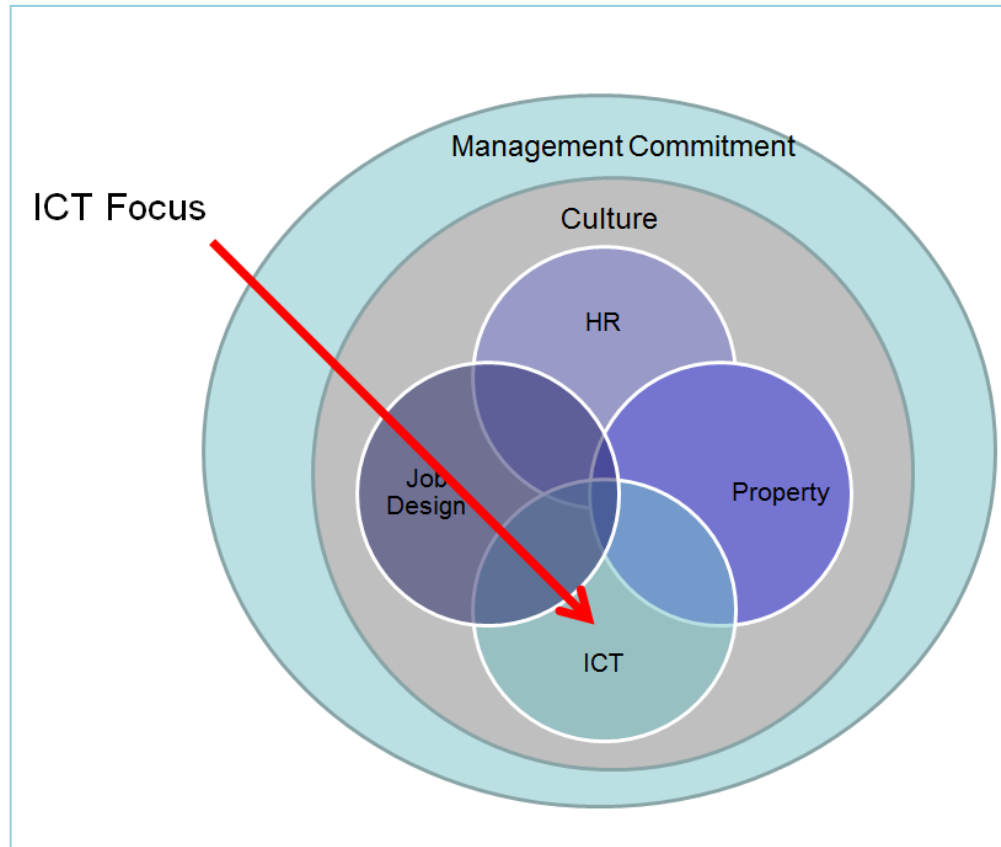 Management Commitment
ICT Focus
Culture
HR
Job
Design
Property
ICT